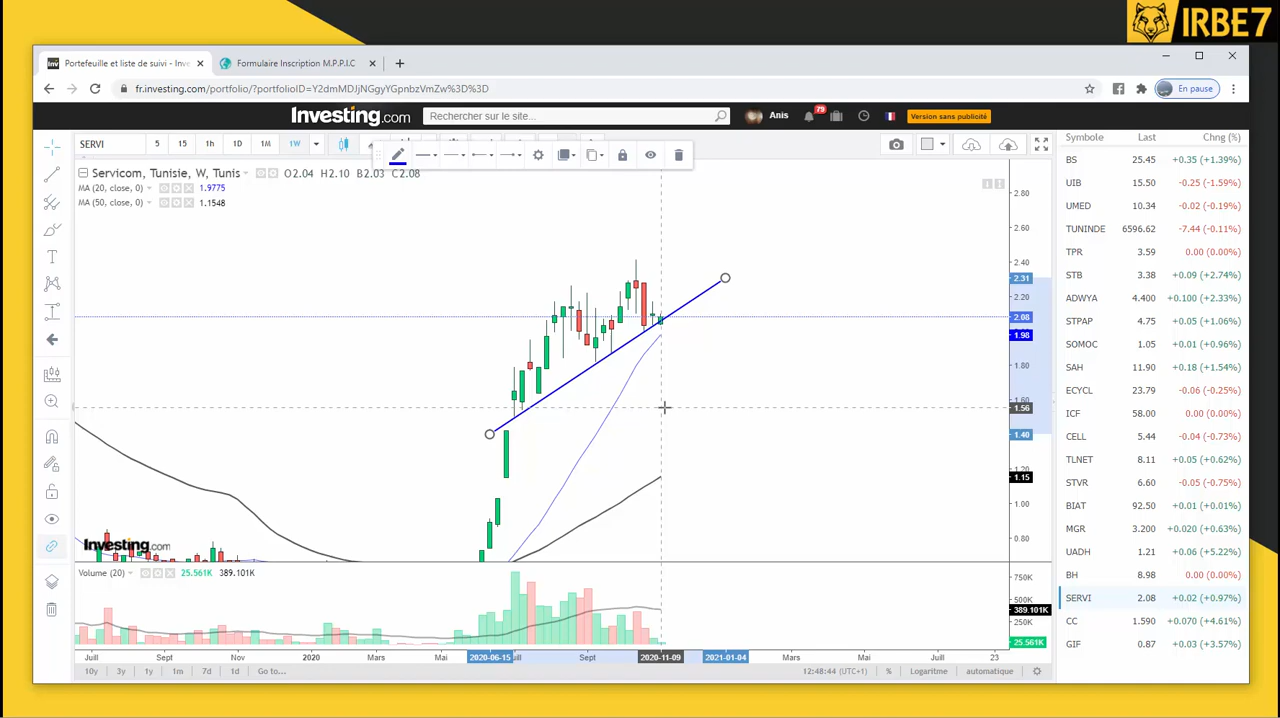 IRBE7
Portefeuille et liste de suivi - Inve
Formulaire Inscription M.P.P.I.C
fr.investing.com/portfolio/?portfolioID=Y2dmMDJjNGgyYGpnbzVmZw%3D%3D
En pause
Investing.com
Rechercher sur le site...
79
Anis
Version sans publicité
SERVI
5
15
1h
1D
1M
1W
Servicom, Tunisie, W, Tunis
O2.04 H2.10 B2.03 C2.08
MA (20, close, 0)
1.9775
MA (50, close, 0)
1.1548
2.80
2.60
2.40
2.31
2.20
2.08
1.98
1.80
1.60
1.56
1.40
1.20
1.15
1.00
0.80
Investing.com
Volume (20)
25.561K
389.101K
750K
500K
389.101K
250K
25.561K
Juill
Sept
Nov
2020
Mars
Mai
2020-06-15
uill
Sept
2020-11-09
2021-01-04
Mars
Mai
Juill
23
10y
3y
1y
1m
7d
1d
Go to...
12:48:44 (UTC+1)
%
Logaritme
automatique
Symbole Last Chng (%)
BS 25.45 +0.35 (+1.39%)
UIB 15.50 -0.25 (-1.59%)
UMED 10.34 -0.02 (-0.19%)
TUNINDE 6596.62 -7.44 (-0.11%)
TPR 3.59 0.00 (0.00%)
STB 3.38 +0.09 (+2.74%)
ADWYA 4.400 +0.100 (+2.33%)
STPAP 4.75 +0.05 (+1.06%)
SOMOC 1.05 +0.01 (+0.96%)
SAH 11.90 +0.18 (+1.54%)
ECYCL 23.79 -0.06 (-0.25%)
ICF 58.00 0.00 (0.00%)
CELL 5.44 -0.04 (-0.73%)
TLNET 8.11 +0.05 (+0.62%)
STVR 6.60 -0.05 (-0.75%)
BIAT 92.50 +0.01 (+0.01%)
MGR 3.200 +0.020 (+0.63%)
UADH 1.21 +0.06 (+5.22%)
BH 8.98 0.00 (0.00%)
SERVI 2.08 +0.02 (+0.97%)
CC 1.590 +0.070 (+4.61%)
GIF 0.87 +0.03 (+3.57%)